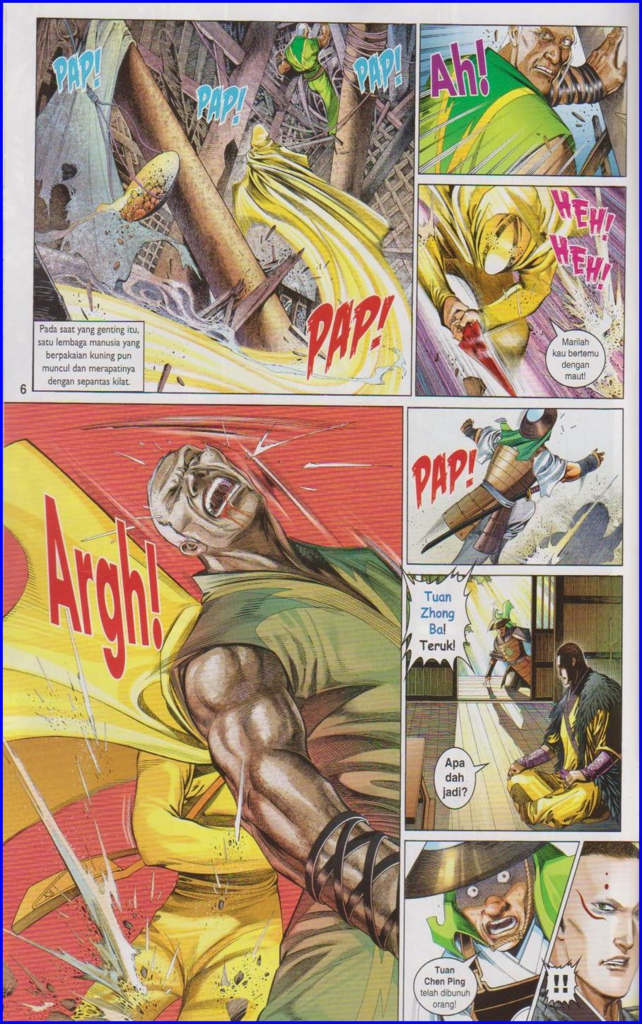 PAP!
PAP!
PAP!
PAP!
Pada saat yang genting itu,
satu lembaga manusia yang
berpakaian kuning pun
muncul dan merapatinya
dengan sepantas kilat.
6
Ah!
HEH!
HEH!
Marilah
kau bertemu
dengan
maut!
Argh!
PAP!
Tuan
Zhong
Ba!
Teruk!
Apa
dah
jadi?
Tuan
Chen Ping
telah dibunuh
orang!
!!